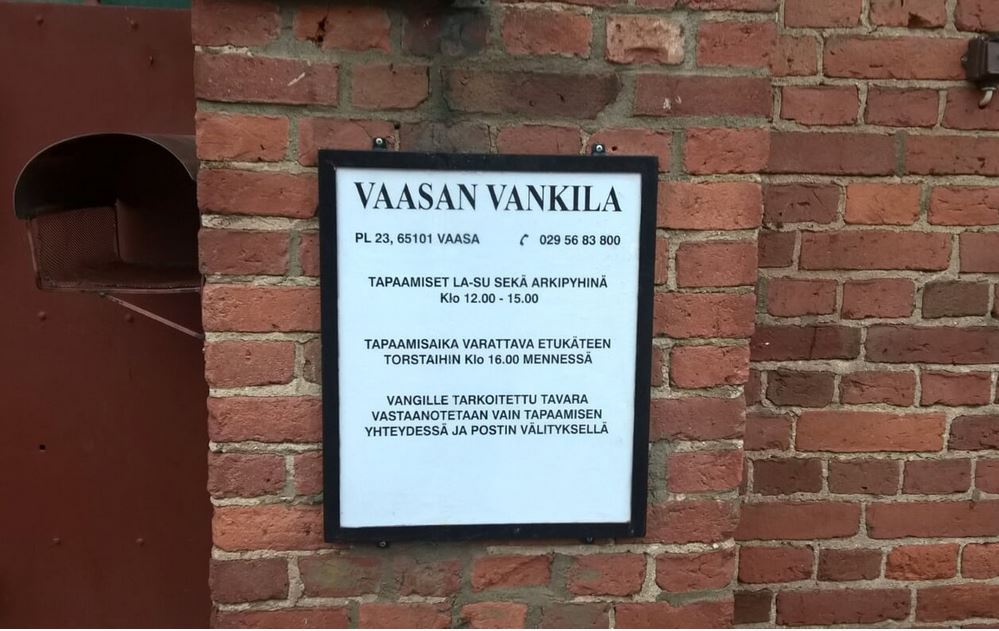 VAASAN VANKILA
PL 23, 65101 VAASA 029 56 83 800
TAPAAMISET LA-SU SEKÄ ARKIPYHINÄ
Klo 12.00 - 15.00
TAPAAMISAIKA VARATTAVA ETUKÄTEEN
TORSTAIHIN Klo 16.00 MENNESSÄ
VANGILLE TARKOITETTU TAVARA
VASTAANOTETAAN VAIN TAPAAMISEN
YHTEYDESSÄ JA POSTIN VÄLITYKSELLÄ